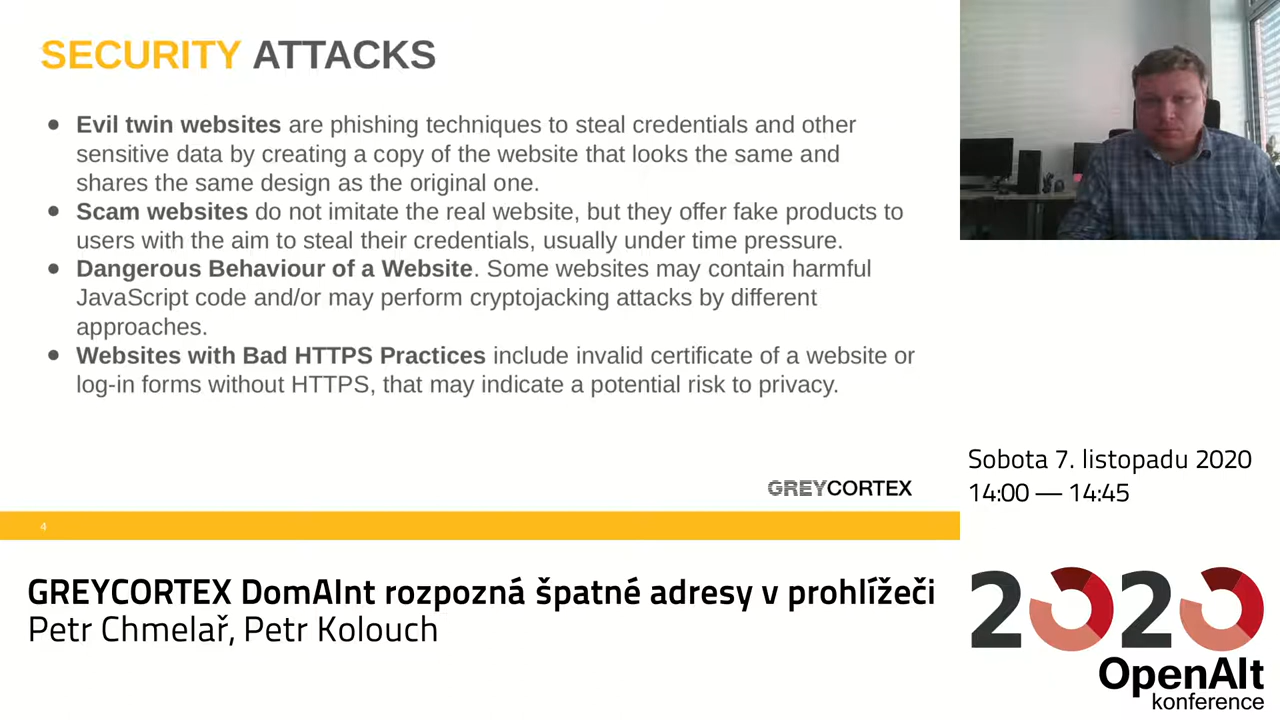 SECURITY ATTACKS
● Evil twin websites are phishing techniques to steal credentials and other
sensitive data by creating a copy of the website that looks the same and
shares the same design as the original one.
● Scam websites do not imitate the real website, but they offer fake products to
users with the aim to steal their credentials, usually under time pressure.
● Dangerous Behaviour of a Website. Some websites may contain harmful
JavaScript code and/or may perform cryptojacking attacks by different
approaches.
● Websites with Bad HTTPS Practices include invalid certificate of a website or
log-in forms without HTTPS, that may indicate a potential risk to privacy.
GREYCORTEX
4
Sobota 7. listopadu 2020
14:00 — 14:45
GREYCORTEX DomAInt rozpozná špatné adresy v prohlížeči
Petr Chmelař, Petr Kolouch
2020
OpenAlt
konference